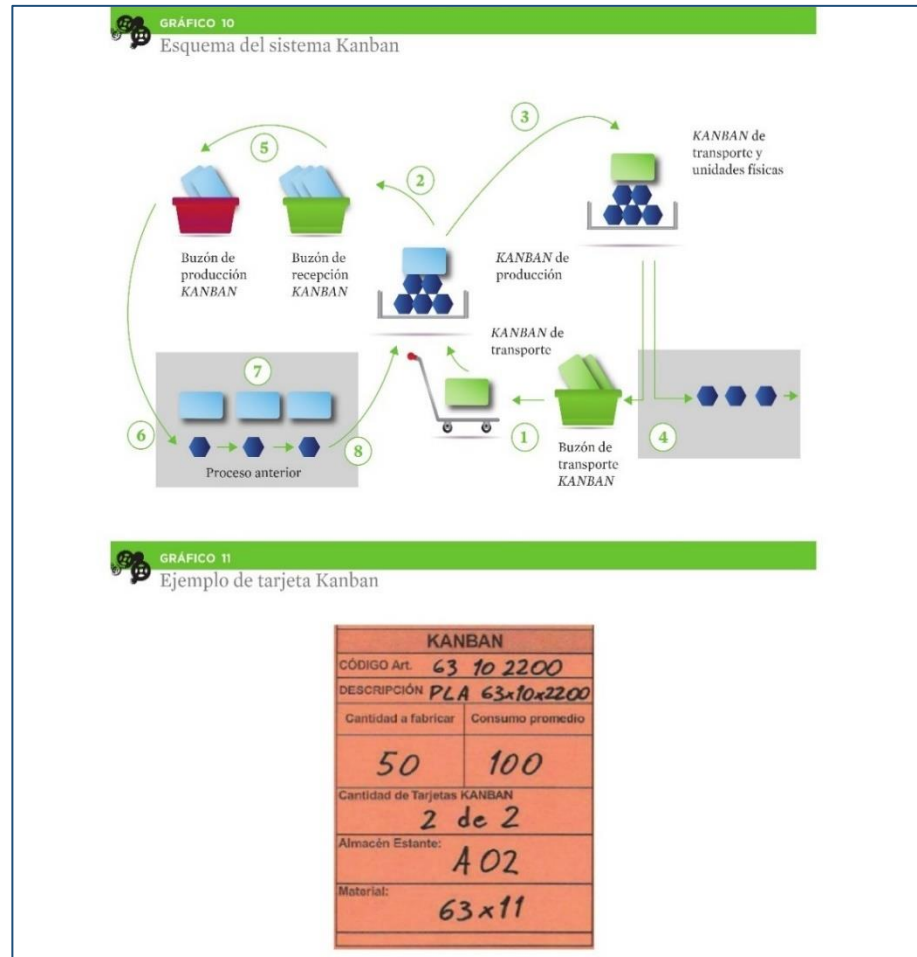 GRÁFICO 10
Esquema del sistema Kanban
3
KANBAN de
transporte y
unidades físicas
5
2
Buzón de
producción
KANBAN
Buzón de
recepción
KANBAN
KANBAN de
producción
KANBAN de
transporte
7
6
8
Proceso anterior
1
Buzón de
transporte
KANBAN
4
GRÁFICO 11
Ejemplo de tarjeta Kanban
KANBAN
CÓDIGO Art. 63 10 2200
DESCRIPCIÓN PLA 63x10x2200
Cantidad a fabricar Consumo promedio
50 100
Cantidad de Tarjetas KANBAN
2 de 2
Almacén Estante:
A 02
Material:
63x11